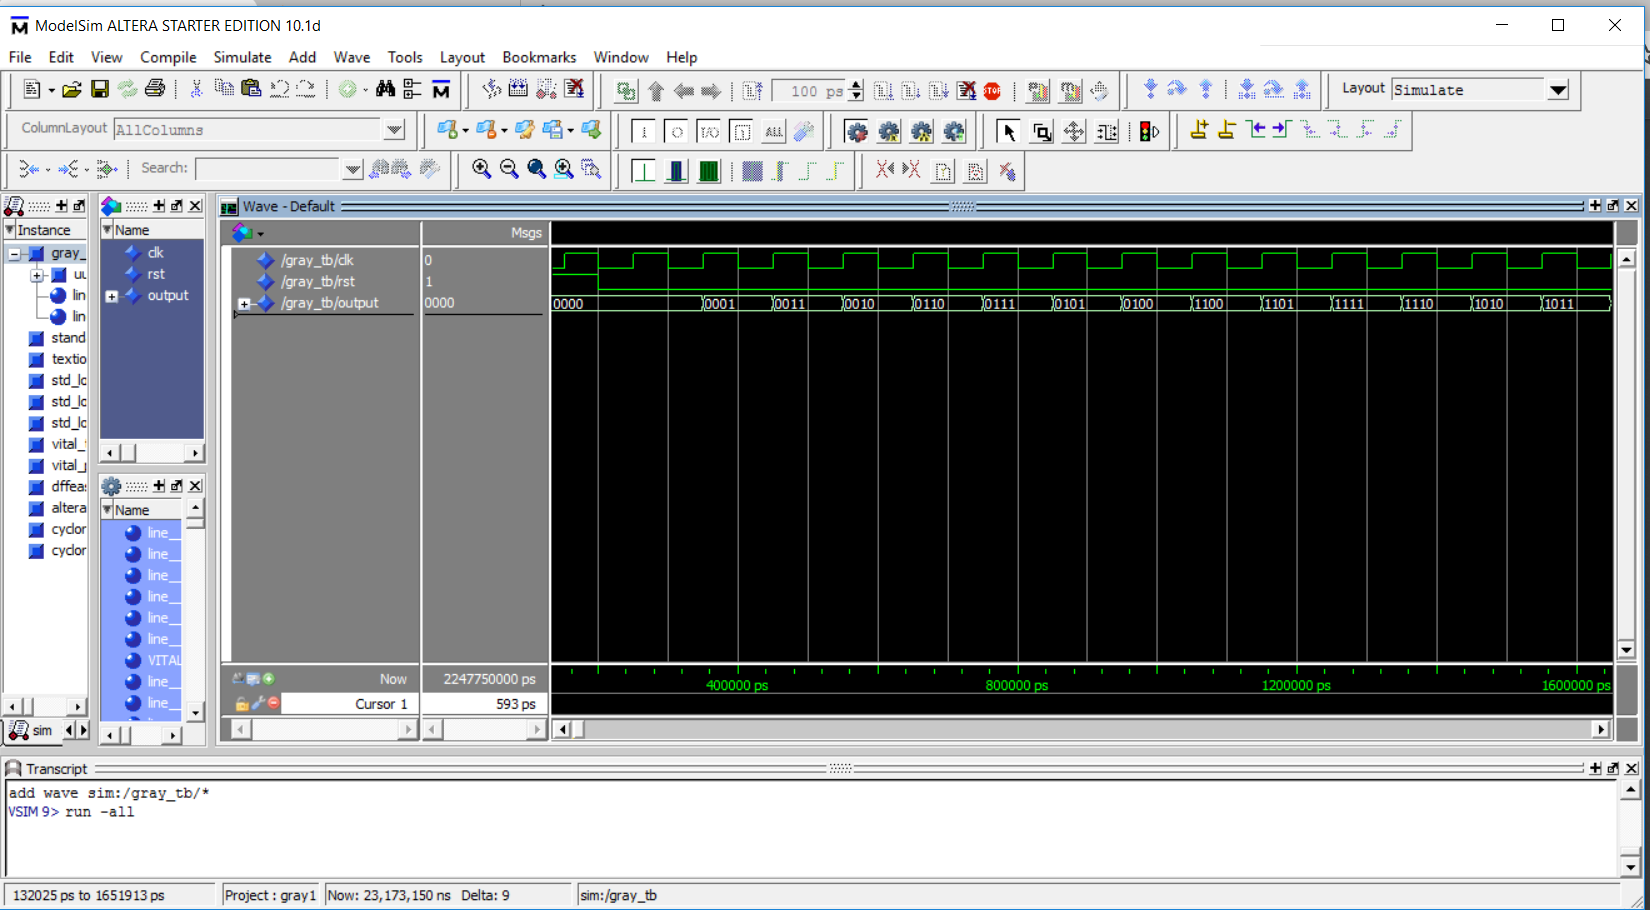 ModelSim ALTERA STARTER EDITION 10.1d
File Edit View Compile Simulate Add Wave Tools Layout Bookmarks Window Help
100 ps
Layout Simulate
ColumnLayout AllColumns
Search:
Wave - Default
Instance
gray_
uu
lin
lin
stand
textio
std_lo
std_lo
std_lo
vital_
vital_
dffea
altera
cyclor
cyclor
sim
Name
clk
rst
output
Name
line_
line_
line_
line_
line_
line_
VITAL
line_
line_
Msgs
/gray_tb/clk 0
/gray_tb/rst 1
/gray_tb/output 0000
0000 0001 0011 0010 0110 0111 0101 0100 1100 1101 1111 1110 1010 1011
Now 2247750000 ps
Cursor 1 593 ps
400000 ps 800000 ps 1200000 ps 1600000 ps
Transcript
add wave sim:/gray_tb/*
VSIM 9> run -all
132025 ps to 1651913 ps Project : gray1 Now: 23,173,150 ns Delta: 9 sim:/gray_tb